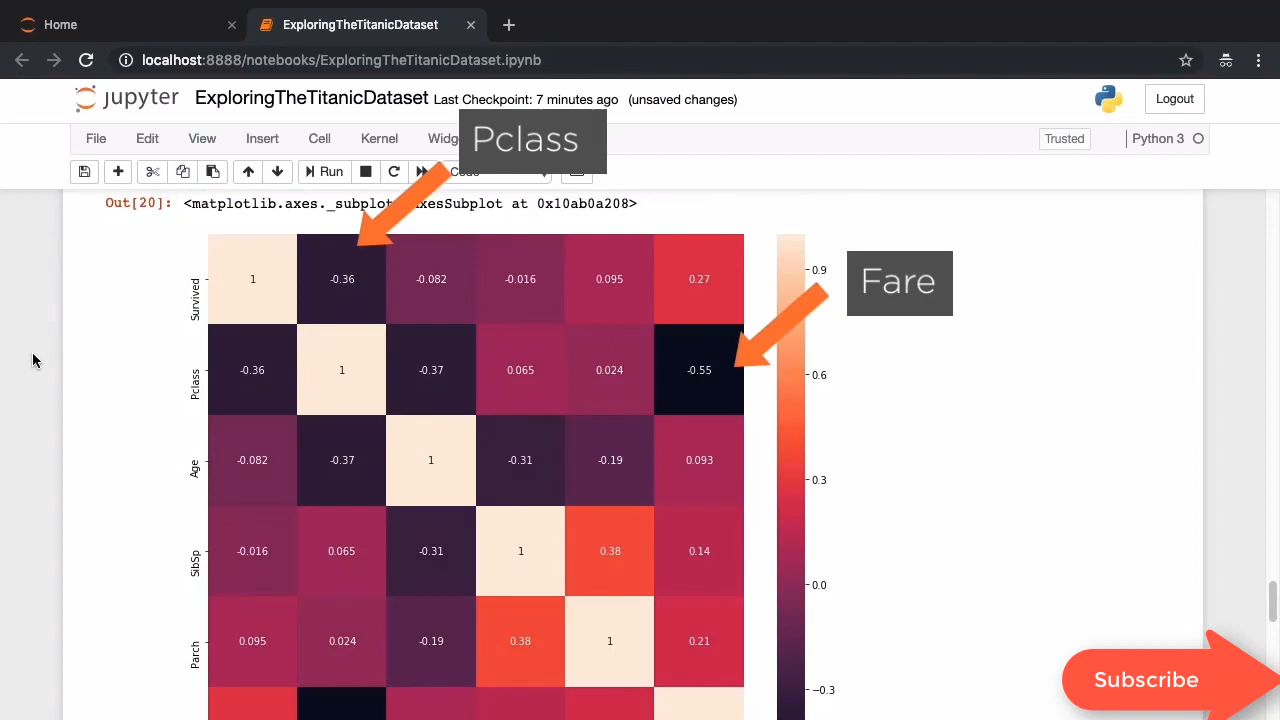 Home
ExploringTheTitanicDataset
localhost:8888/notebooks/ExploringTheTitanicDataset.ipynb
jupyter ExploringTheTitanicDataset Last Checkpoint: 7 minutes ago (unsaved changes)
Logout
File Edit View Insert Cell Kernel
Trusted
Python 3
Pclass
Run
Out[20]: <matplotlib.axes._subplot
at 0x10ab0a208>
Fare
Survived 1 -0.36 -0.082 -0.016 0.095 0.27
Pclass -0.36 1 -0.37 0.065 0.024 -0.55
Age -0.082 -0.37 1 -0.31 -0.19 0.093
SibSp -0.016 0.065 -0.31 1 0.38 0.14
Parch 0.095 0.024 -0.19 0.38 1 0.21
0.9
0.6
0.3
0.0
-0.3
Subscribe